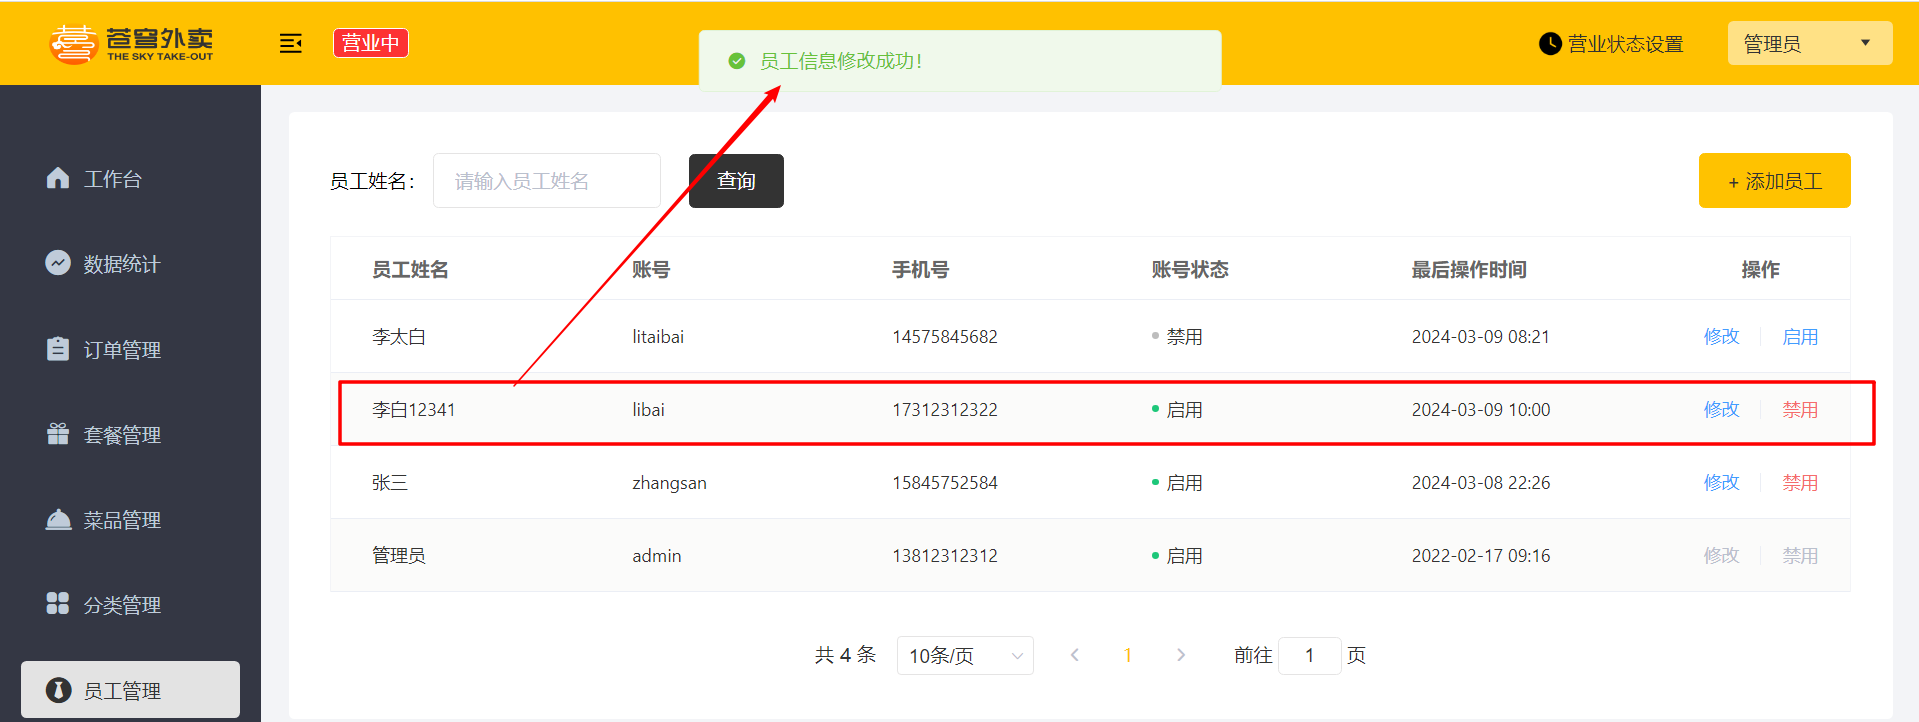 苍穹外卖
THE SKY TAKE-OUT
营业中
员工信息修改成功!
营业状态设置
管理员
工作台
数据统计
订单管理
套餐管理
菜品管理
分类管理
员工管理
员工姓名： 请输入员工姓名 查询 + 添加员工
员工姓名 账号 手机号 账号状态 最后操作时间 操作
李太白 litaibai 14575845682 禁用 2024-03-09 08:21 修改 启用
李白12341 libai 17312312322 启用 2024-03-09 10:00 修改 禁用
张三 zhangsan 15845752584 启用 2024-03-08 22:26 修改 禁用
管理员 admin 13812312312 启用 2022-02-17 09:16 修改 禁用
共 4 条 10条/页 1 前往 1 页